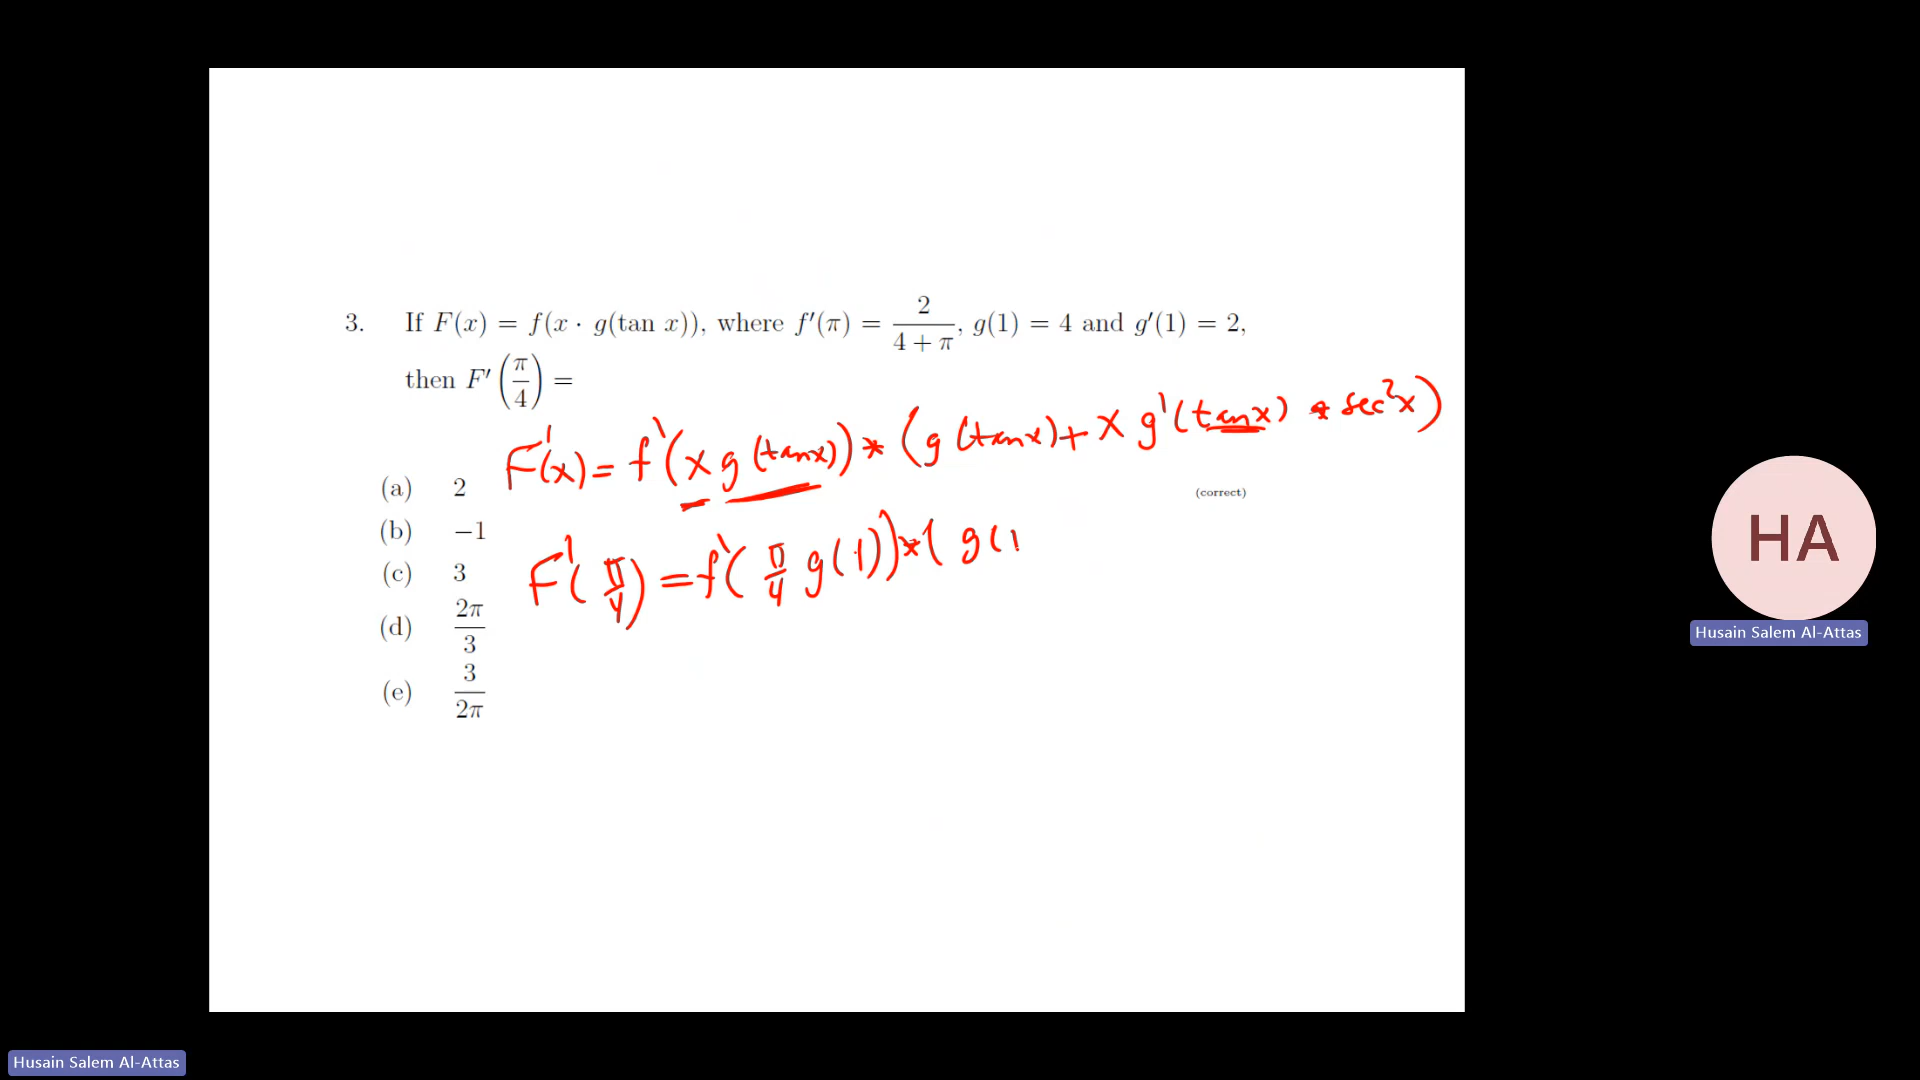 3. If F(x) = f(x · g(tan x)), where f′(π) = 2/(4 + π), g(1) = 4 and g′(1) = 2,
then F′(π/4) =
F'(x) = f'(x g(tanx)) * (g(tanx) + x g'(tanx) * sec²x)
(a) 2 (correct)
(b) −1
F'(π/4) = f'(π/4 g(1)) * ( g(1
(c) 3
(d) 2π/3
(e) 3/2π
HA
Husain Salem Al-Attas
Husain Salem Al-Attas